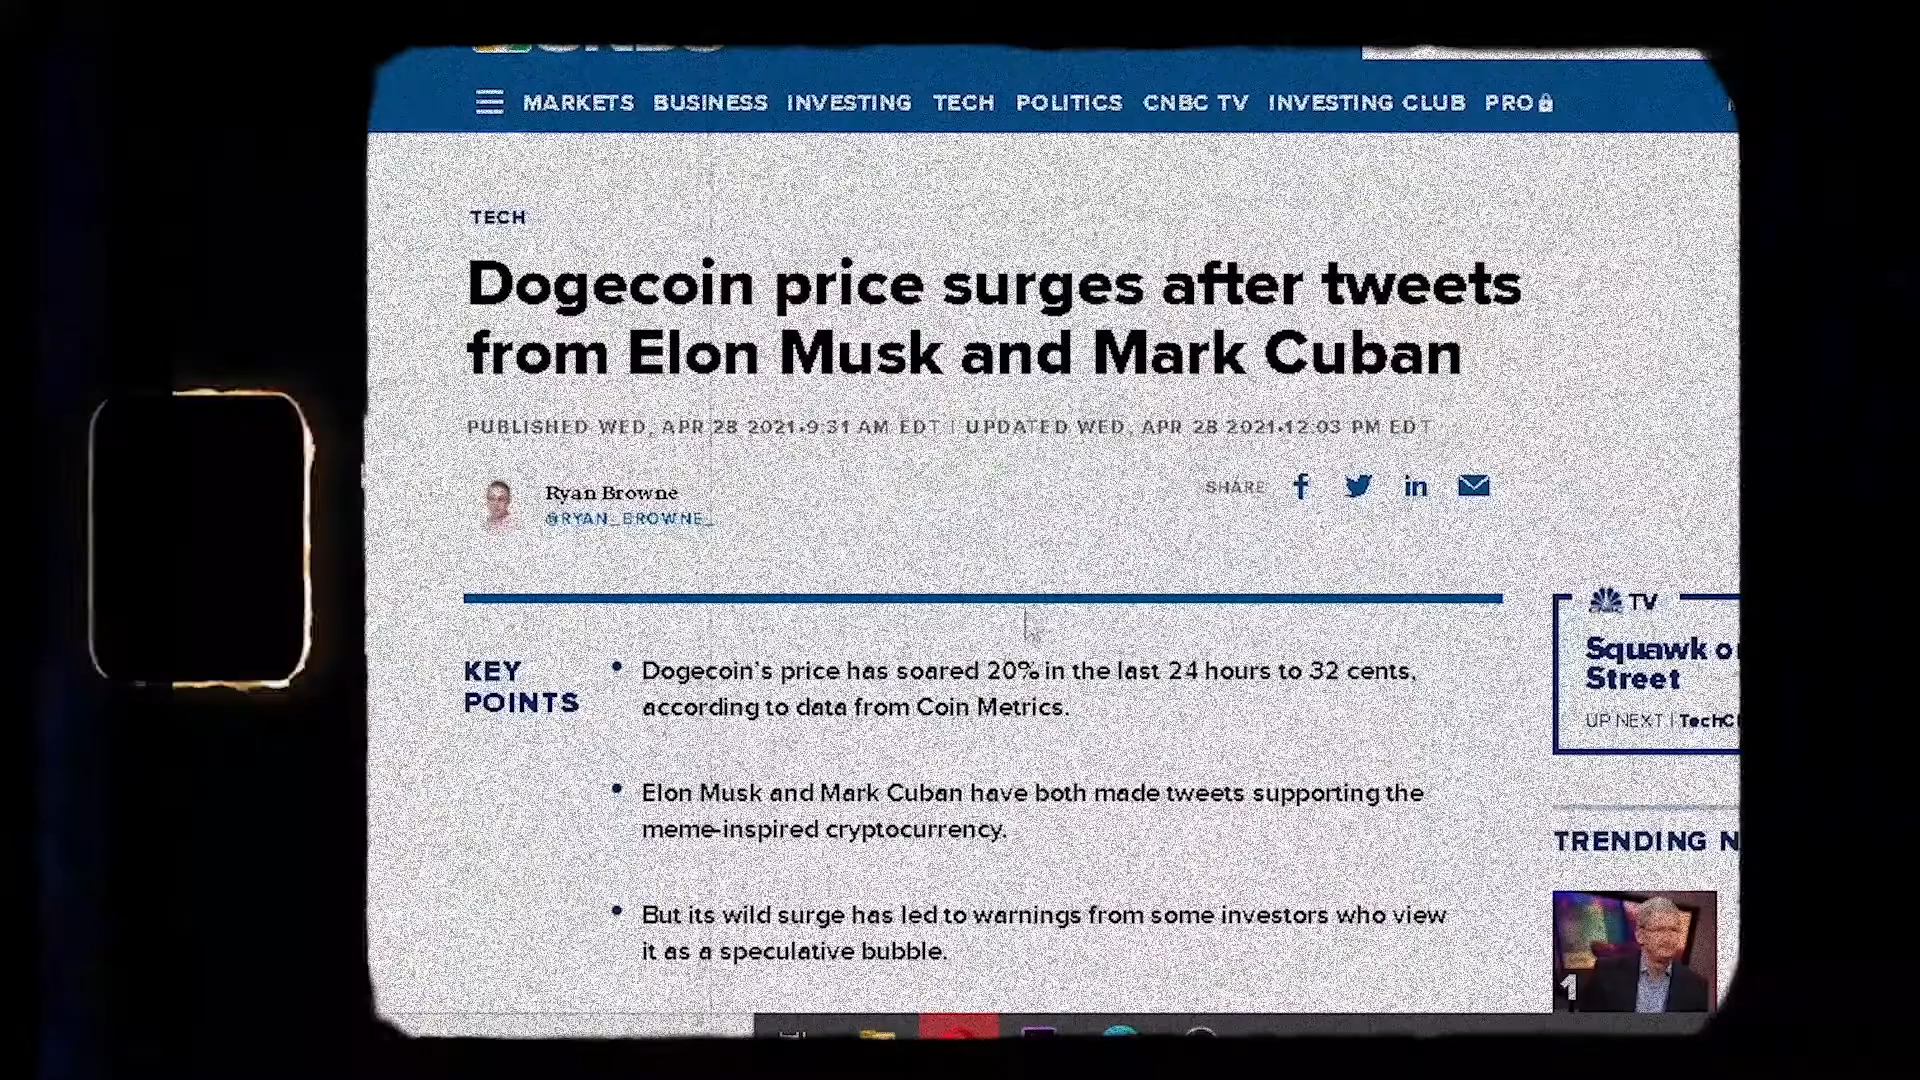 MARKETS BUSINESS INVESTING TECH POLITICS CNBC TV INVESTING CLUB PRO
TECH
Dogecoin price surges after tweets
from Elon Musk and Mark Cuban
PUBLISHED WED, APR 28 2021•9:31 AM EDT | UPDATED WED, APR 28 2021•12:03 PM EDT
Ryan Browne
@RYAN_BROWNE_
SHARE
KEY
POINTS
• Dogecoin's price has soared 20% in the last 24 hours to 32 cents,
according to data from Coin Metrics.
• Elon Musk and Mark Cuban have both made tweets supporting the
meme-inspired cryptocurrency.
• But its wild surge has led to warnings from some investors who view
it as a speculative bubble.
TV
Squawk o
Street
UP NEXT | TechC
TRENDING N
1